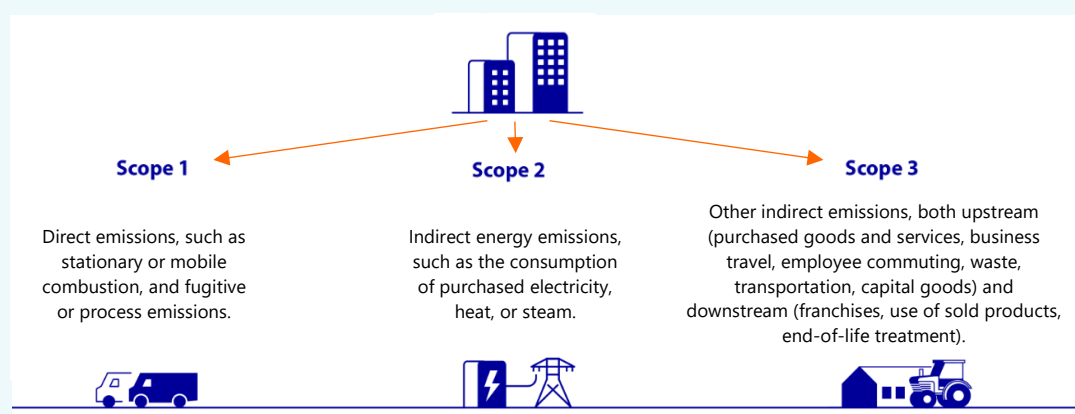 Scope 1
Direct emissions, such as
stationary or mobile
combustion, and fugitive
or process emissions.
Scope 2
Indirect energy emissions,
such as the consumption
of purchased electricity,
heat, or steam.
Scope 3
Other indirect emissions, both upstream
(purchased goods and services, business
travel, employee commuting, waste,
transportation, capital goods) and
downstream (franchises, use of sold products,
end-of-life treatment).